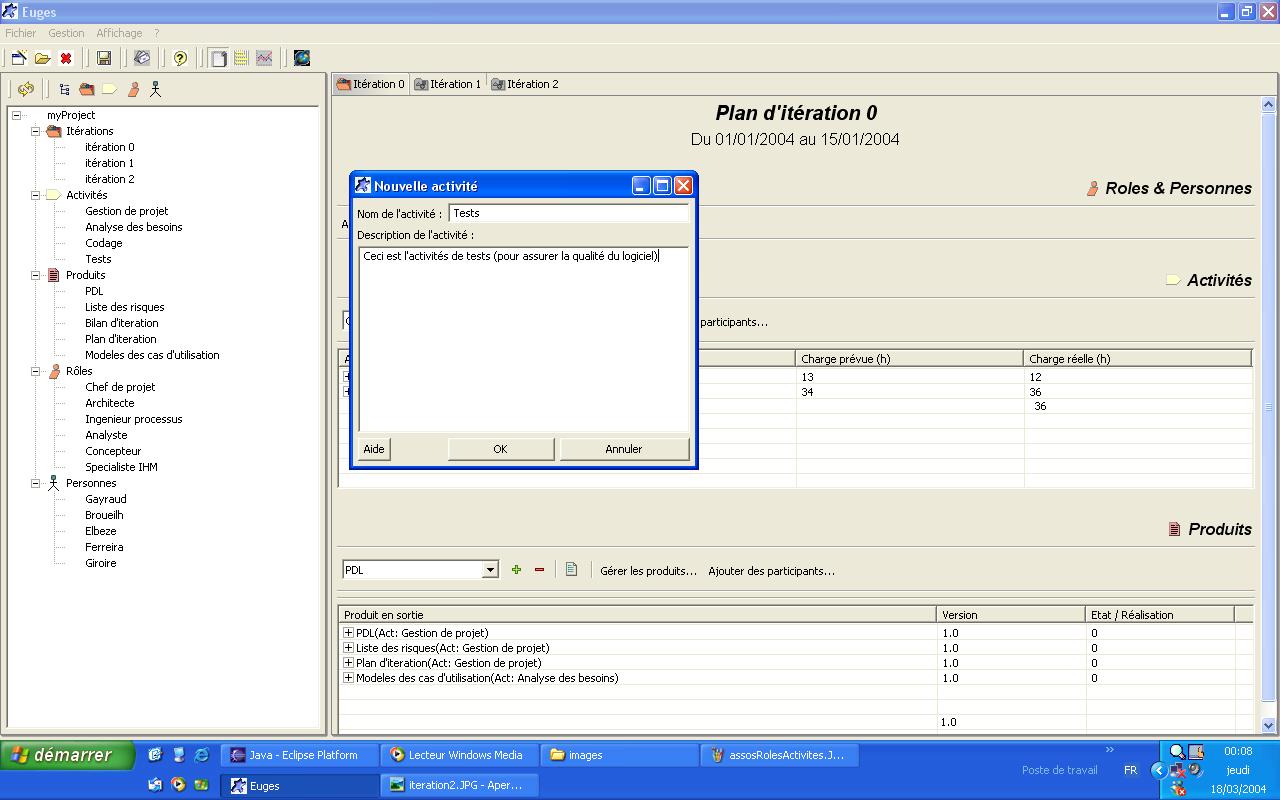 Euges
Fichier Gestion Affichage ?
myProject
Itérations
itération 0
itération 1
itération 2
Activités
Gestion de projet
Analyse des besoins
Codage
Tests
Produits
PDL
Liste des risques
Bilan d'iteration
Plan d'iteration
Modeles des cas d'utilisation
Rôles
Chef de projet
Architecte
Ingenieur processus
Analyste
Concepteur
Specialiste IHM
Personnes
Gayraud
Broueilh
Elbeze
Ferreira
Giroire
Itération 0 Itération 1 Itération 2
Plan d'itération 0
Du 01/01/2004 au 15/01/2004
Roles & Personnes
Activités
participants...
Charge prévue (h) Charge réelle (h)
13 12
34 36
36
Nouvelle activité
Nom de l'activité : Tests
Description de l'activité :
Ceci est l'activités de tests (pour assurer la qualité du logiciel)
Aide OK Annuler
Produits
PDL Gérer les produits... Ajouter des participants...
Produit en sortie Version Etat / Réalisation
PDL(Act: Gestion de projet) 1.0 0
Liste des risques(Act: Gestion de projet) 1.0 0
Plan d'iteration(Act: Gestion de projet) 1.0 0
Modeles des cas d'utilisation(Act: Analyse des besoins) 1.0 0
1.0
démarrer Java - Eclipse Platform Lecteur Windows Media images assosRolesActivites.J... » 00:08
Poste de travail FR jeudi
Euges iteration2.JPG - Aper... 18/03/2004